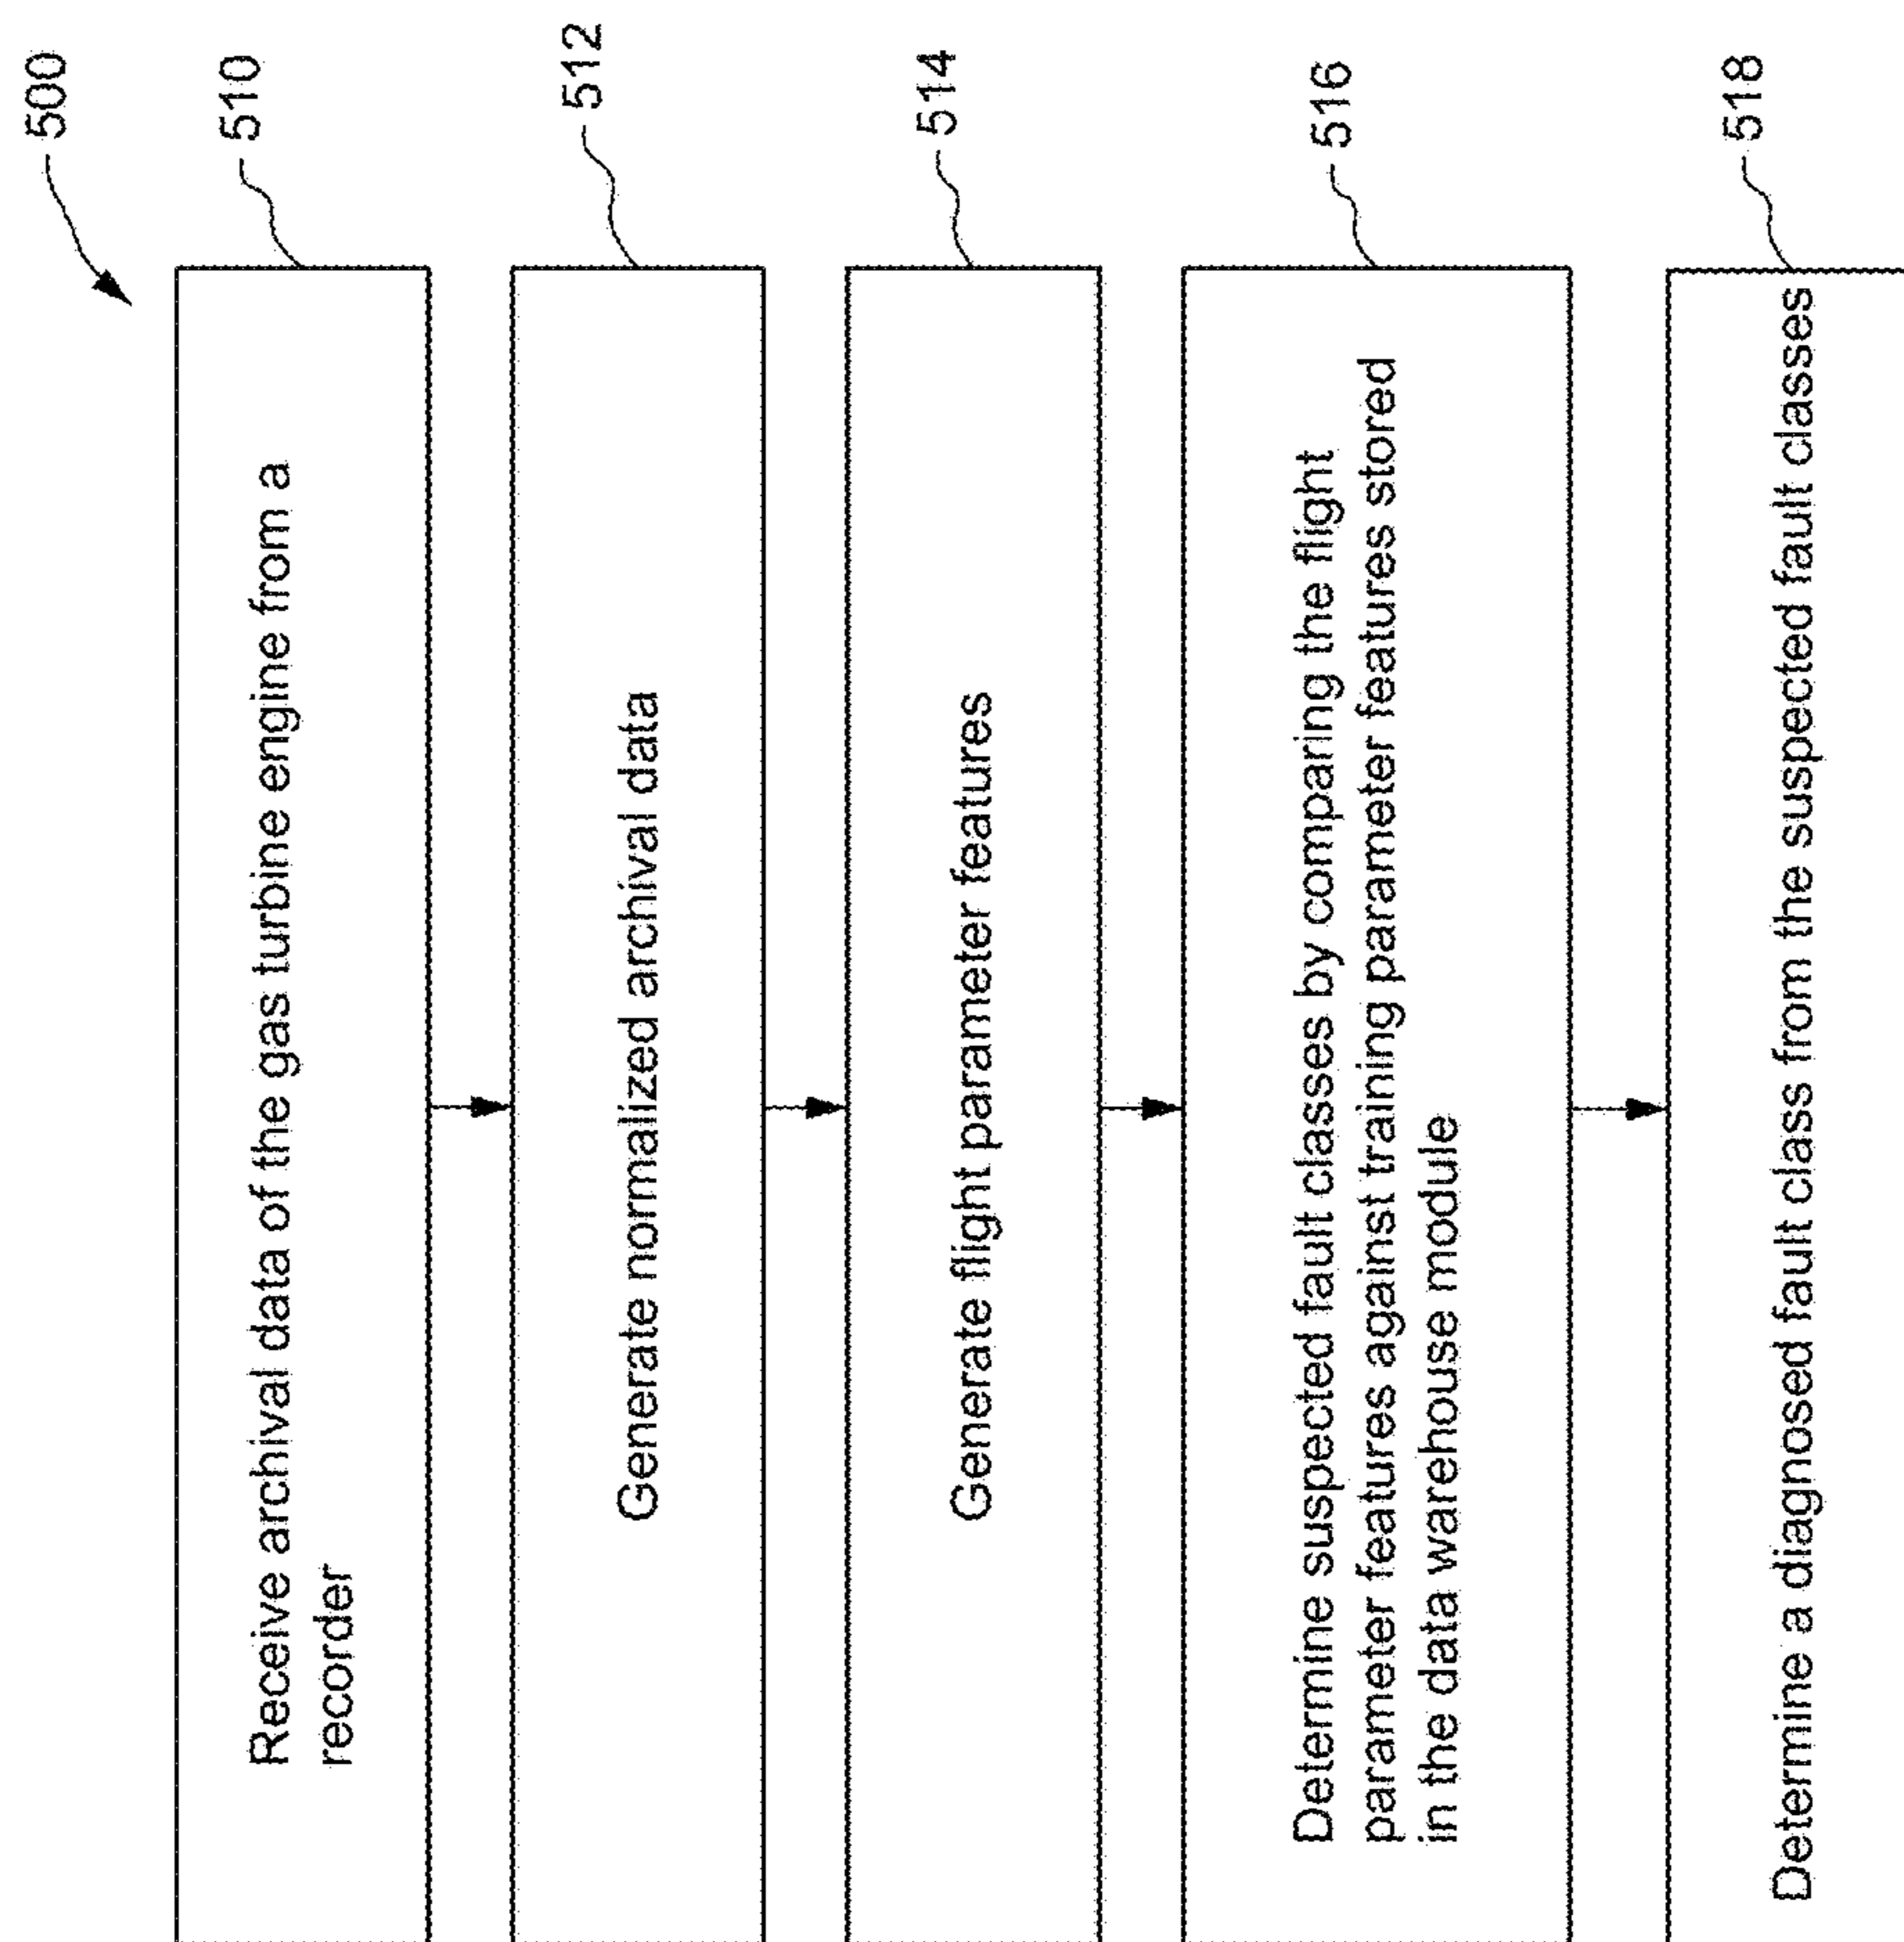 500
510
Receive archival data of the gas turbine engine from a
recorder
512
Generate normalized archival data
514
Generate flight parameter features
516
Determine suspected fault classes by comparing the flight
parameter features against training parameter features stored
in the data warehouse module
518
Determine a diagnosed fault class from the suspected fault classes